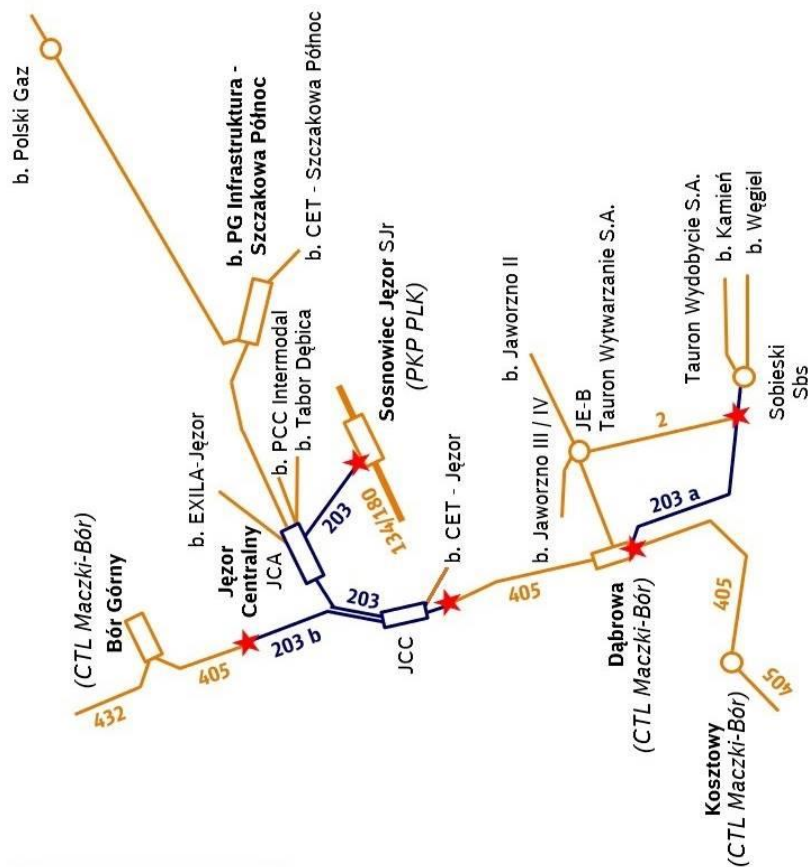 b. Polski Gaz
b. PG Infrastruktura -
Szczakowa Północ
b. CET - Szczakowa Północ
b. EXILA-Jęzor
b. PCC Intermodal
b. Tabor Dębica
Sosnowiec Jęzor SJr
(PKP PLK)
134/180
203
Jęzor
Centralny
JCA
(CTL Maczki-Bór)
Bór Górny
432
405
203 b
203
JCC
b. CET - Jęzor
405
b. Jaworzno II
JE-B
Tauron Wytwarzanie S.A.
b. Jaworzno III / IV
2
Tauron Wydobycie S.A.
b. Kamień
b. Węgiel
Sobieski
Sbs
203 a
Dąbrowa
(CTL Maczki-Bór)
405
405
Kosztowy
(CTL Maczki-Bór)